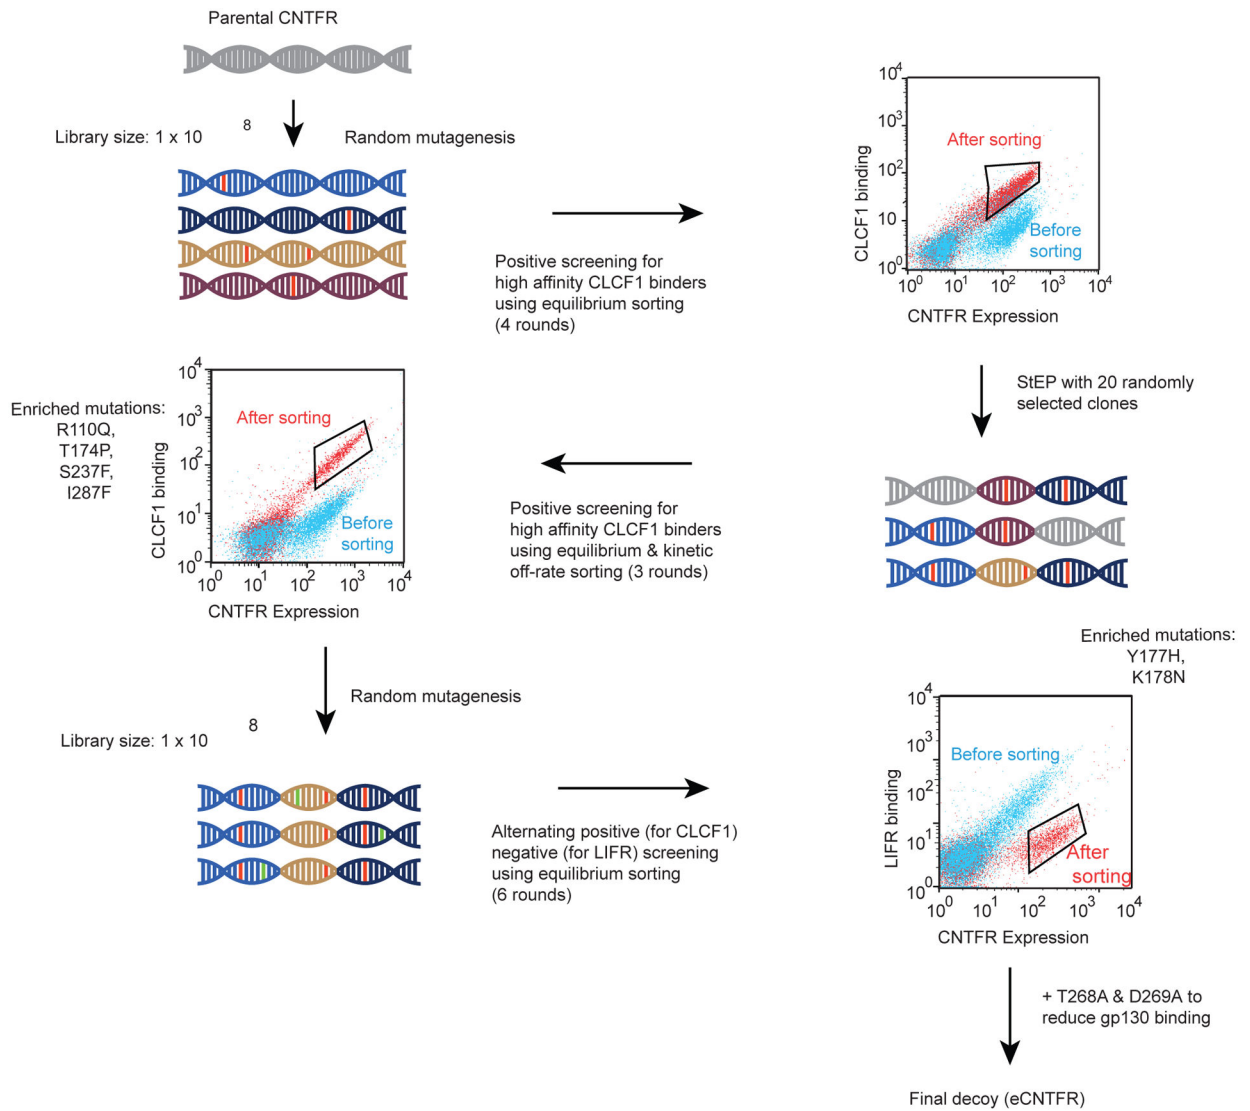 Parental CNTFR
Library size: 1 x 10 8
Random mutagenesis
Positive screening for
high affinity CLCF1 binders
using equilibrium sorting
(4 rounds)
10^4
10^3
10^2
10
10^0
CLCF1 binding
After sorting
Before
sorting
10^0 10^1 10^2 10^3 10^4
CNTFR Expression
StEP with 20 randomly
selected clones
Positive screening for
high affinity CLCF1 binders
using equilibrium & kinetic
off-rate sorting (3 rounds)
Enriched mutations:
R110Q,
T174P,
S237F,
I287F
10^4
10^3
10^2
10^1
10^0
CLCF1 binding
After sorting
Before
sorting
10^0 10^1 10^2 10^3 10^4
CNTFR Expression
Random mutagenesis
Library size: 1 x 10 8
Alternating positive (for CLCF1)
negative (for LIFR) screening
using equilibrium sorting
(6 rounds)
Enriched mutations:
Y177H,
K178N
10^4
10^3
10^2
10^1
10^0
LIFR binding
Before sorting
After
sorting
10^0 10^1 10^2 10^3 10^4
CNTFR Expression
+ T268A & D269A to
reduce gp130 binding
Final decoy (eCNTFR)